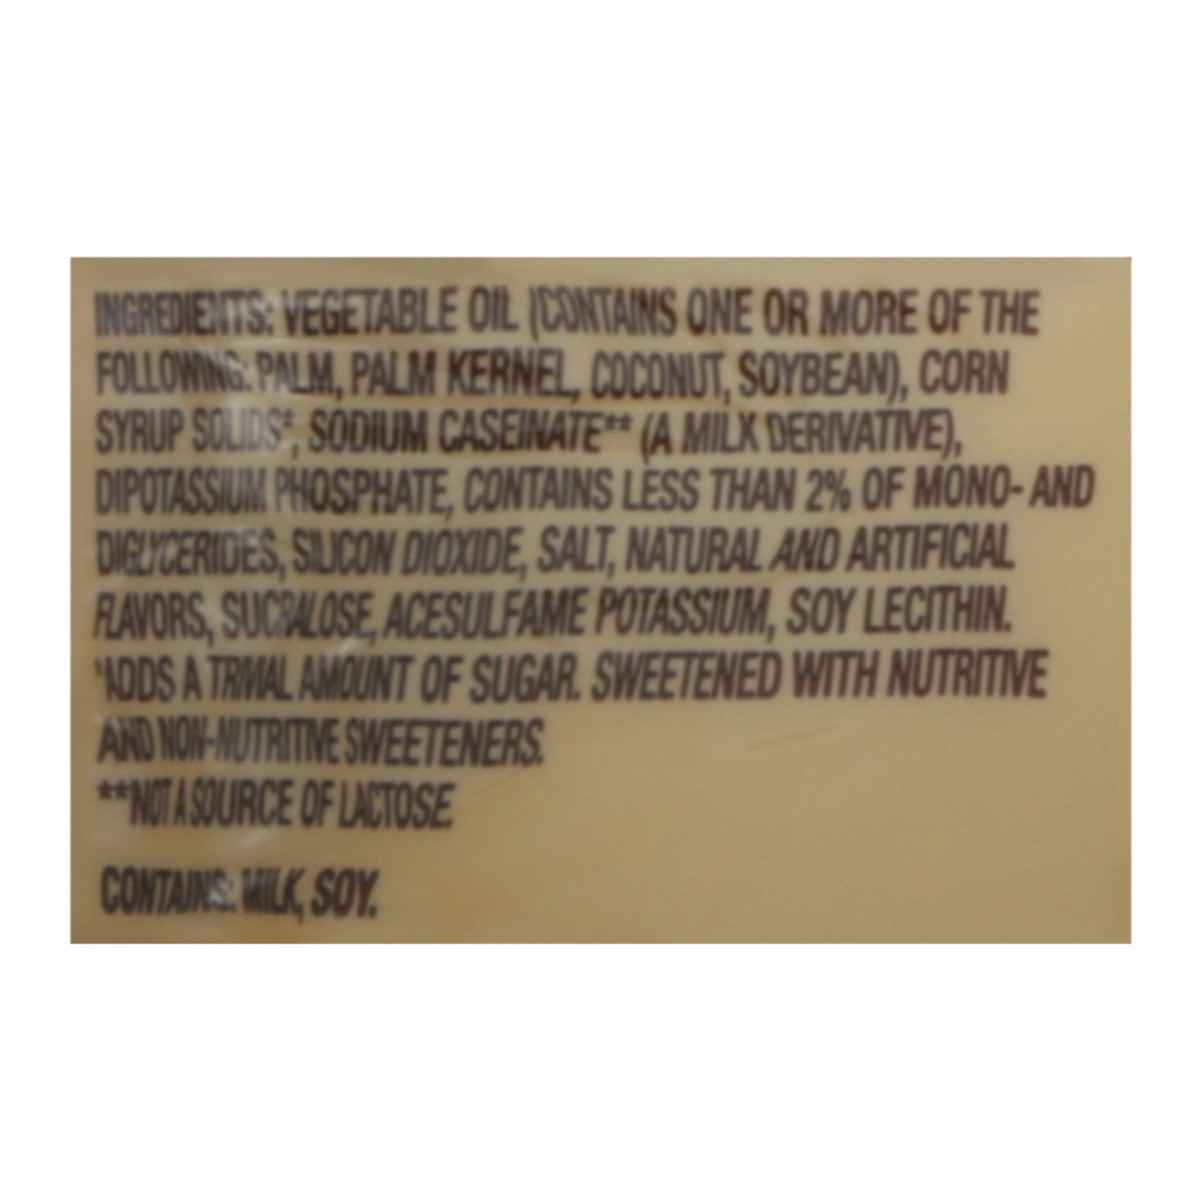 INGREDIENTS: VEGETABLE OIL (CONTAINS ONE OR MORE OF THE
FOLLOWING: PALM, PALM KERNEL, COCONUT, SOYBEAN), CORN
SYRUP SOLIDS*, SODIUM CASEINATE** (A MILK DERIVATIVE),
DIPOTASSIUM PHOSPHATE, CONTAINS LESS THAN 2% OF MONO- AND
DIGLYCERIDES, SILICON DIOXIDE, SALT, NATURAL AND ARTIFICIAL
FLAVORS, SUCRALOSE, ACESULFAME POTASSIUM, SOY LECITHIN.
*ADDS A TRIVIAL AMOUNT OF SUGAR. SWEETENED WITH NUTRITIVE
AND NON-NUTRITIVE SWEETENERS.
**NOT A SOURCE OF LACTOSE.
CONTAINS: MILK, SOY.